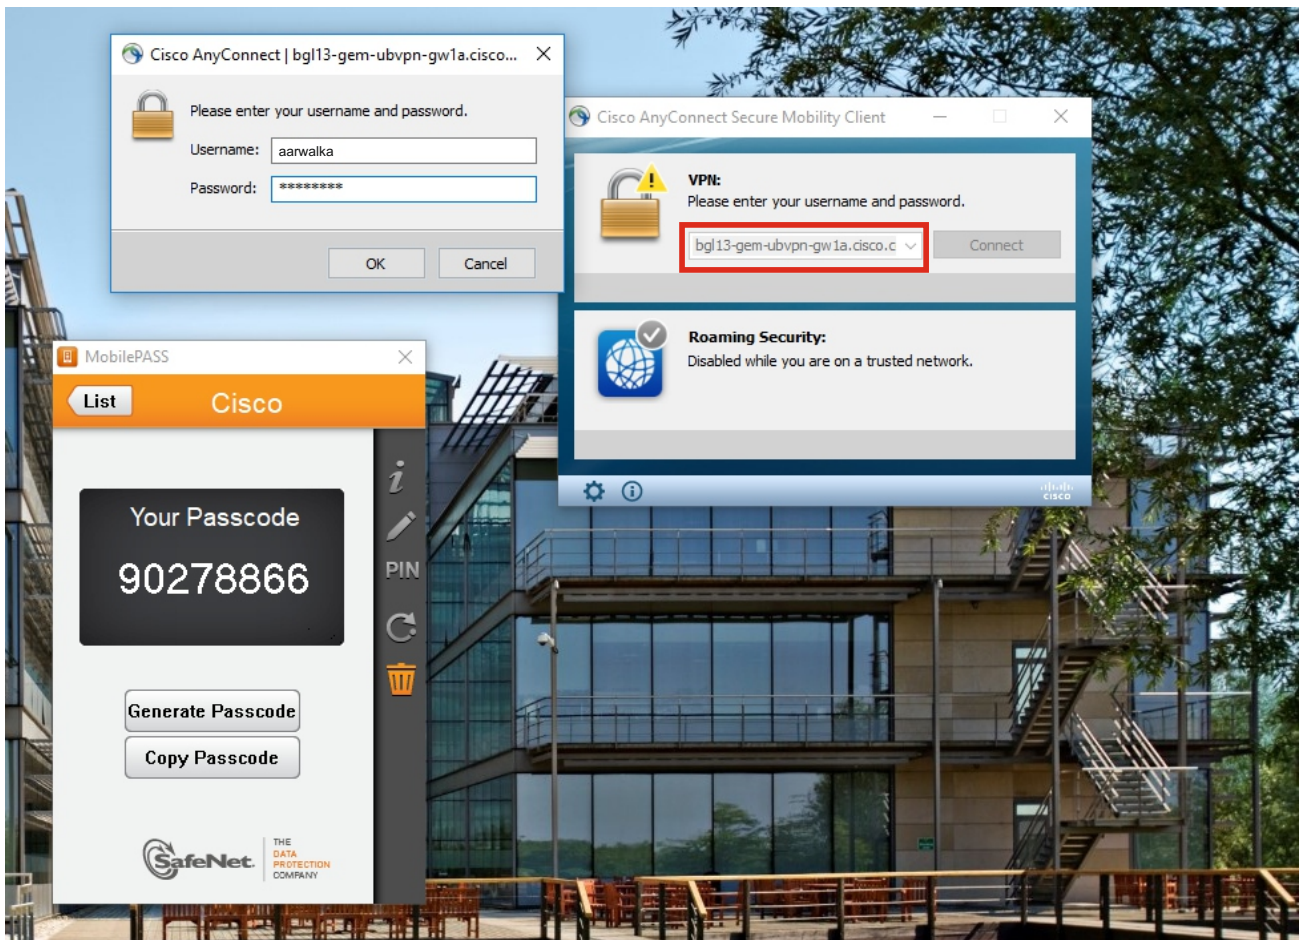 Cisco AnyConnect | bgl13-gem-ubvpn-gw1a.cisco...
Please enter your username and password.
Username: aarwalka
Password: ********
OK Cancel
Cisco AnyConnect Secure Mobility Client
VPN:
Please enter your username and password.
bgl13-gem-ubvpn-gw1a.cisco.c Connect
Roaming Security:
Disabled while you are on a trusted network.
CISCO
MobilePASS
List Cisco
i
Your Passcode
90278866
PIN
Generate Passcode
Copy Passcode
SafeNet.
THE
DATA
PROTECTION
COMPANY